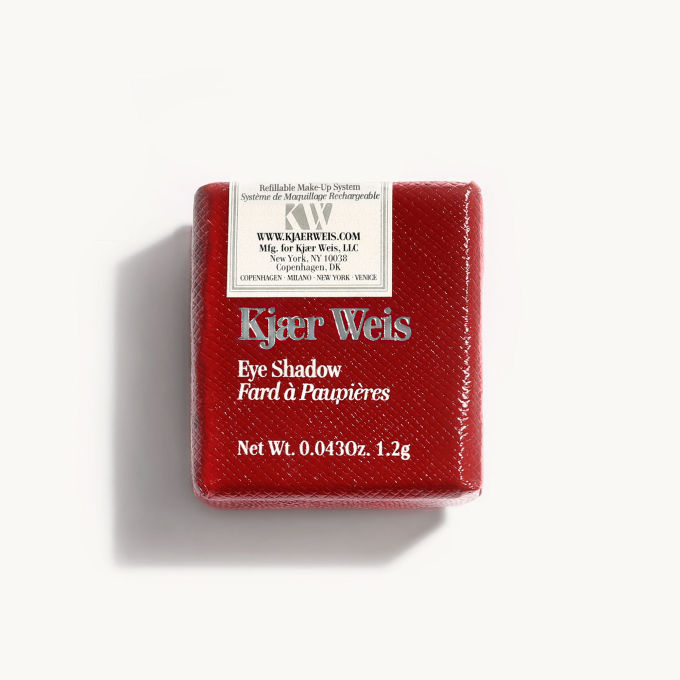 Refillable Make-Up System
Système de Maquillage Rechargeable
KW
WWW.KJAERWEIS.COM
Mfg. for Kjær Weis, LLC
New York, NY 10038
Copenhagen, DK
COPENHAGEN · MILANO · NEW YORK · VENICE
Kjær Weis
Eye Shadow
Fard à Paupières
Net Wt. 0.043Oz. 1.2g